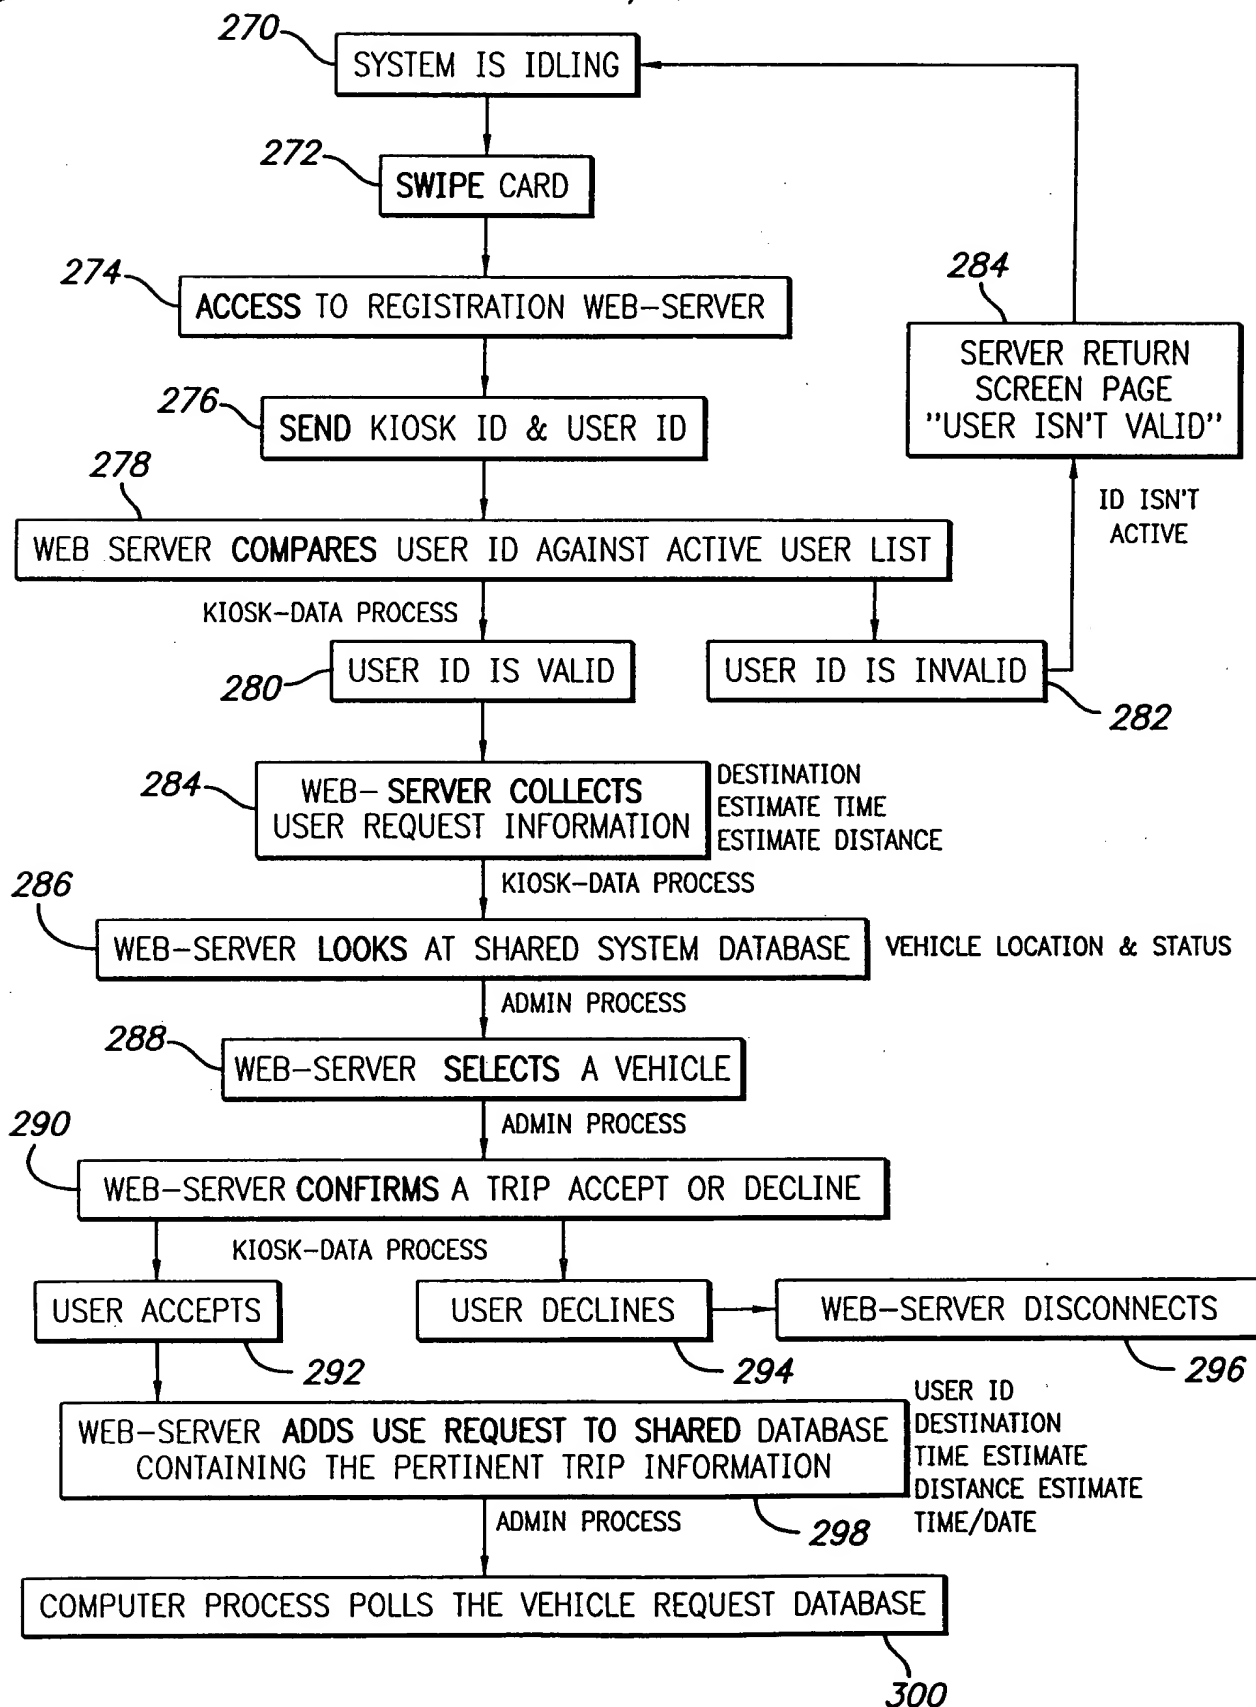 270
SYSTEM IS IDLING
272
SWIPE CARD
274
ACCESS TO REGISTRATION WEB-SERVER
284
SERVER RETURN
SCREEN PAGE
"USER ISN'T VALID"
276
SEND KIOSK ID & USER ID
278
ID ISN'T
ACTIVE
WEB SERVER COMPARES USER ID AGAINST ACTIVE USER LIST
KIOSK-DATA PROCESS
280
USER ID IS VALID
USER ID IS INVALID
282
284
WEB- SERVER COLLECTS
USER REQUEST INFORMATION
DESTINATION
ESTIMATE TIME
ESTIMATE DISTANCE
KIOSK-DATA PROCESS
286
WEB-SERVER LOOKS AT SHARED SYSTEM DATABASE
VEHICLE LOCATION & STATUS
ADMIN PROCESS
288
WEB-SERVER SELECTS A VEHICLE
ADMIN PROCESS
290
WEB-SERVER CONFIRMS A TRIP ACCEPT OR DECLINE
KIOSK-DATA PROCESS
USER ACCEPTS
292
USER DECLINES
294
WEB-SERVER DISCONNECTS
296
WEB-SERVER ADDS USE REQUEST TO SHARED DATABASE
CONTAINING THE PERTINENT TRIP INFORMATION
USER ID
DESTINATION
TIME ESTIMATE
DISTANCE ESTIMATE
TIME/DATE
298
ADMIN PROCESS
COMPUTER PROCESS POLLS THE VEHICLE REQUEST DATABASE
300